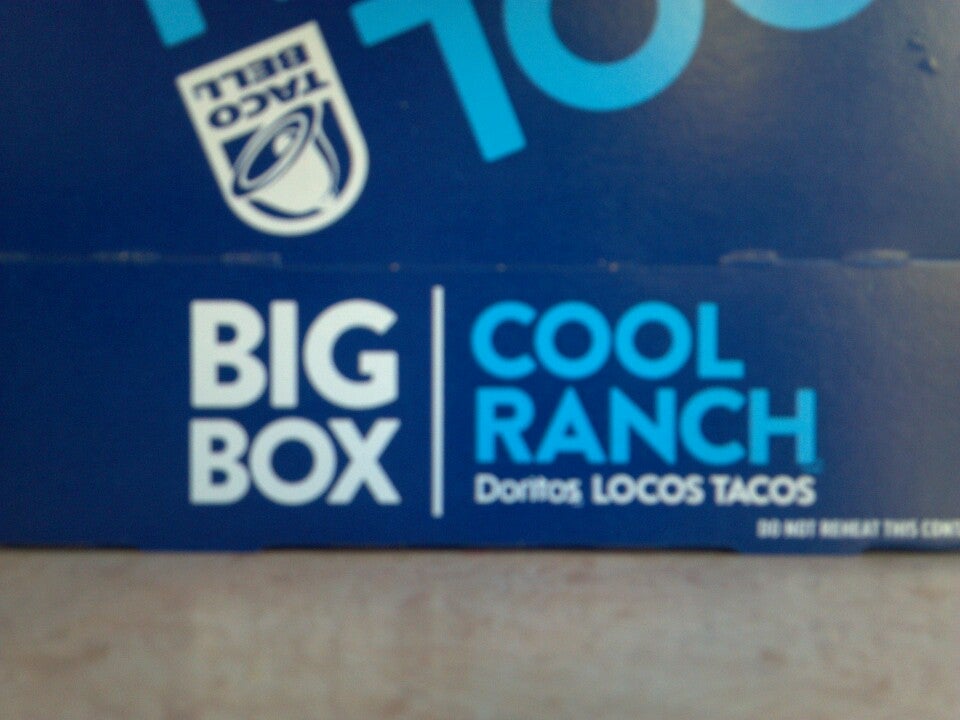 TACO
BELL
BIG
BOX
COOL
RANCH
Doritos LOCOS TACOS
DO NOT REHEAT THIS